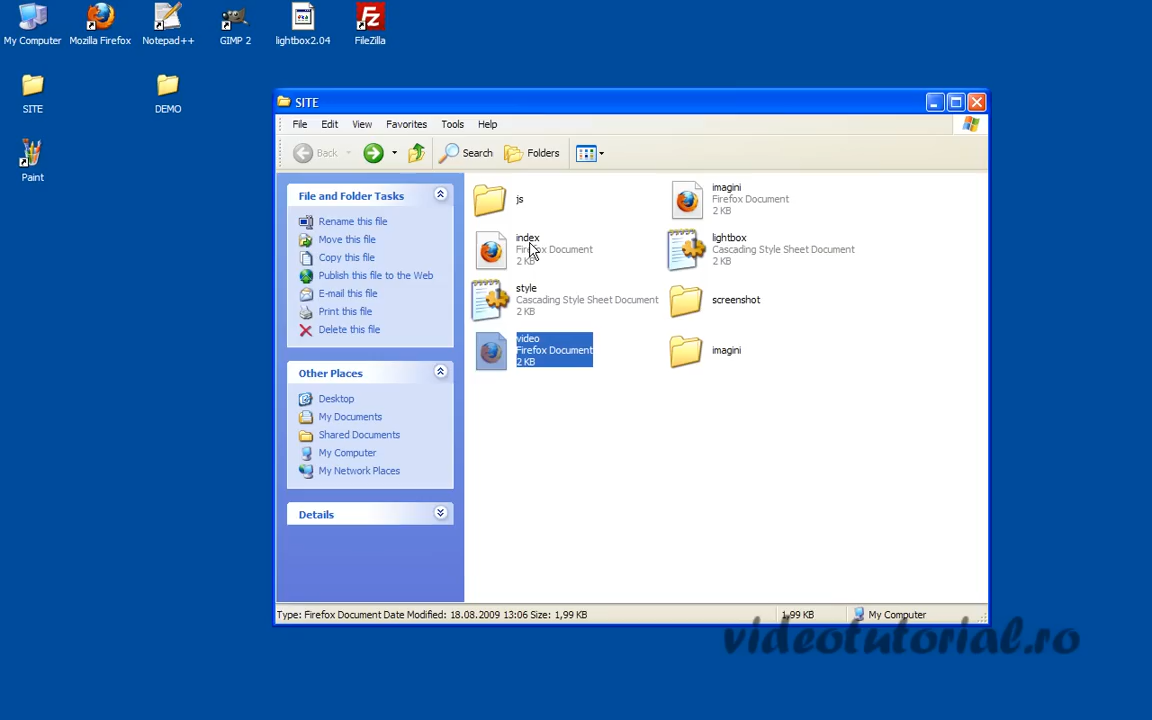 My Computer
Mozilla Firefox
Notepad++
GIMP 2
lightbox2.04
FileZilla
SITE
DEMO
Paint
SITE
File Edit View Favorites Tools Help
Back
Search
Folders
File and Folder Tasks
Rename this file
Move this file
Copy this file
Publish this file to the Web
E-mail this file
Print this file
Delete this file
Other Places
Desktop
My Documents
Shared Documents
My Computer
My Network Places
Details
js
imagini
Firefox Document
2 KB
index
Firefox Document
2 KB
lightbox
Cascading Style Sheet Document
2 KB
style
Cascading Style Sheet Document
2 KB
screenshot
video
Firefox Document
2 KB
imagini
Type: Firefox Document Date Modified: 18.08.2009 13:06 Size: 1,99 KB
1,99 KB
My Computer
videotutorial.ro